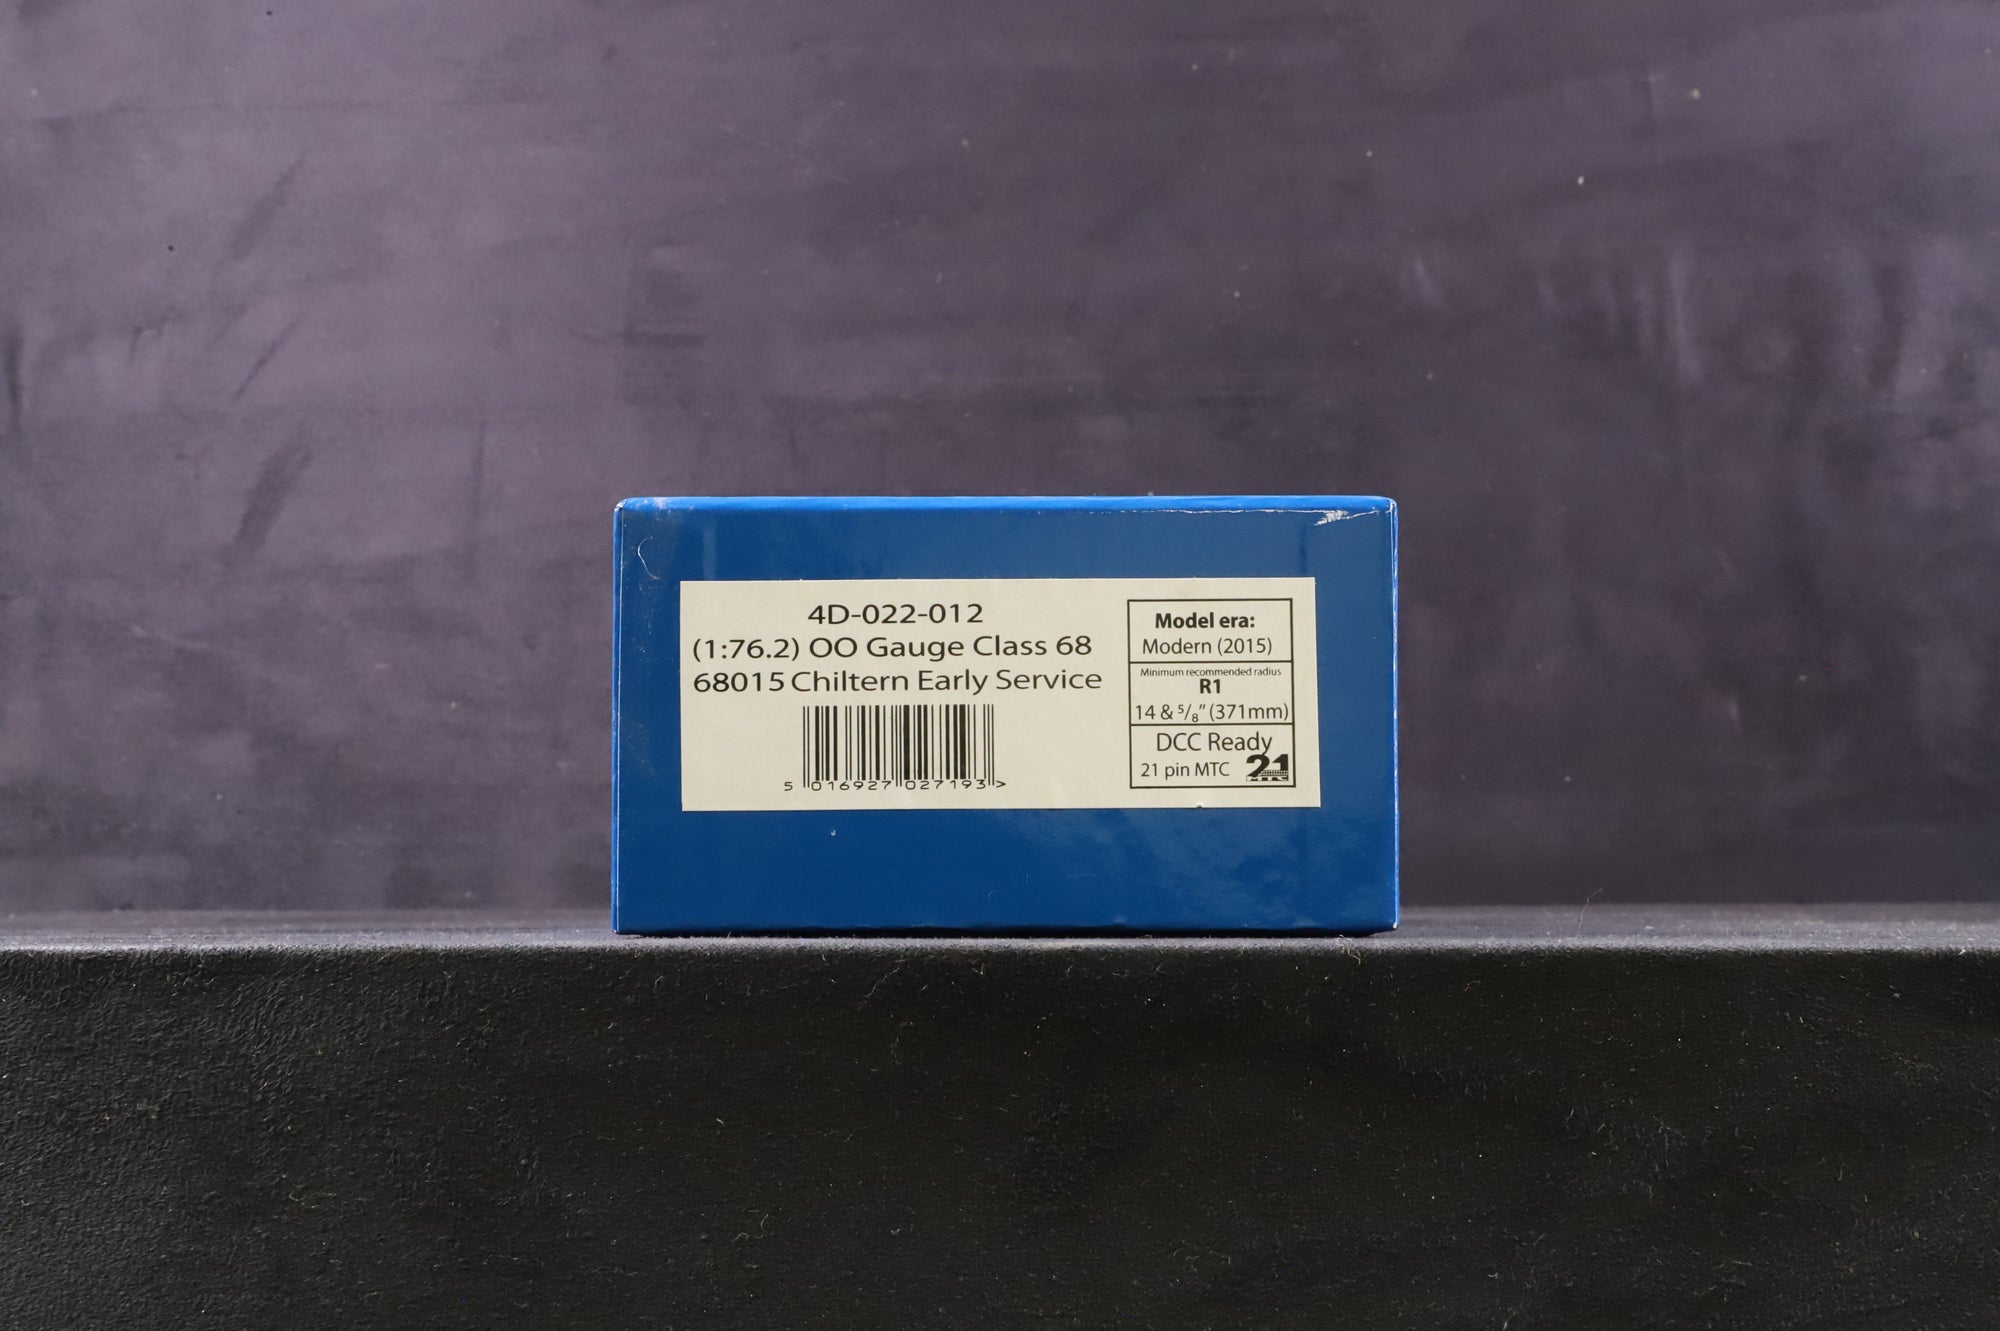 4D-022-012
(1:76.2) OO Gauge Class 68
68015 Chiltern Early Service
5 016927 027193 >
Model era:
Modern (2015)
Minimum recommended radius
R1
14 & 5/8" (371mm)
DCC Ready
21 pin MTC
21
MTC